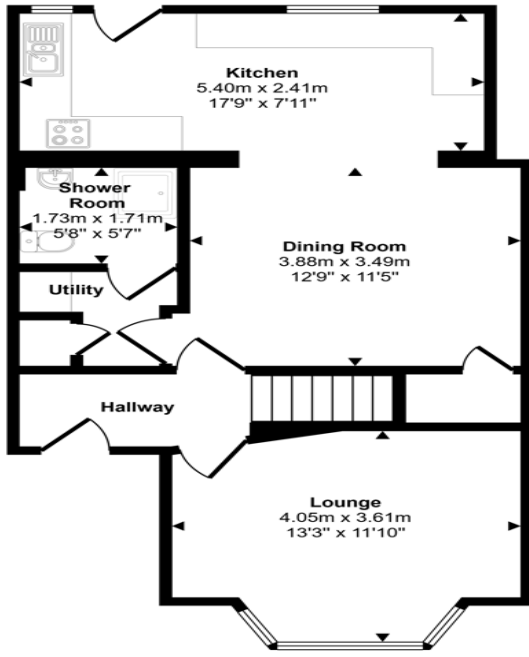 Kitchen
5.40m x 2.41m
17'9" x 7'11"
Shower
Room
1.73m x 1.71m
5'8" x 5'7"
Dining Room
3.88m x 3.49m
12'9" x 11'5"
Utility
Hallway
Lounge
4.05m x 3.61m
13'3" x 11'10"